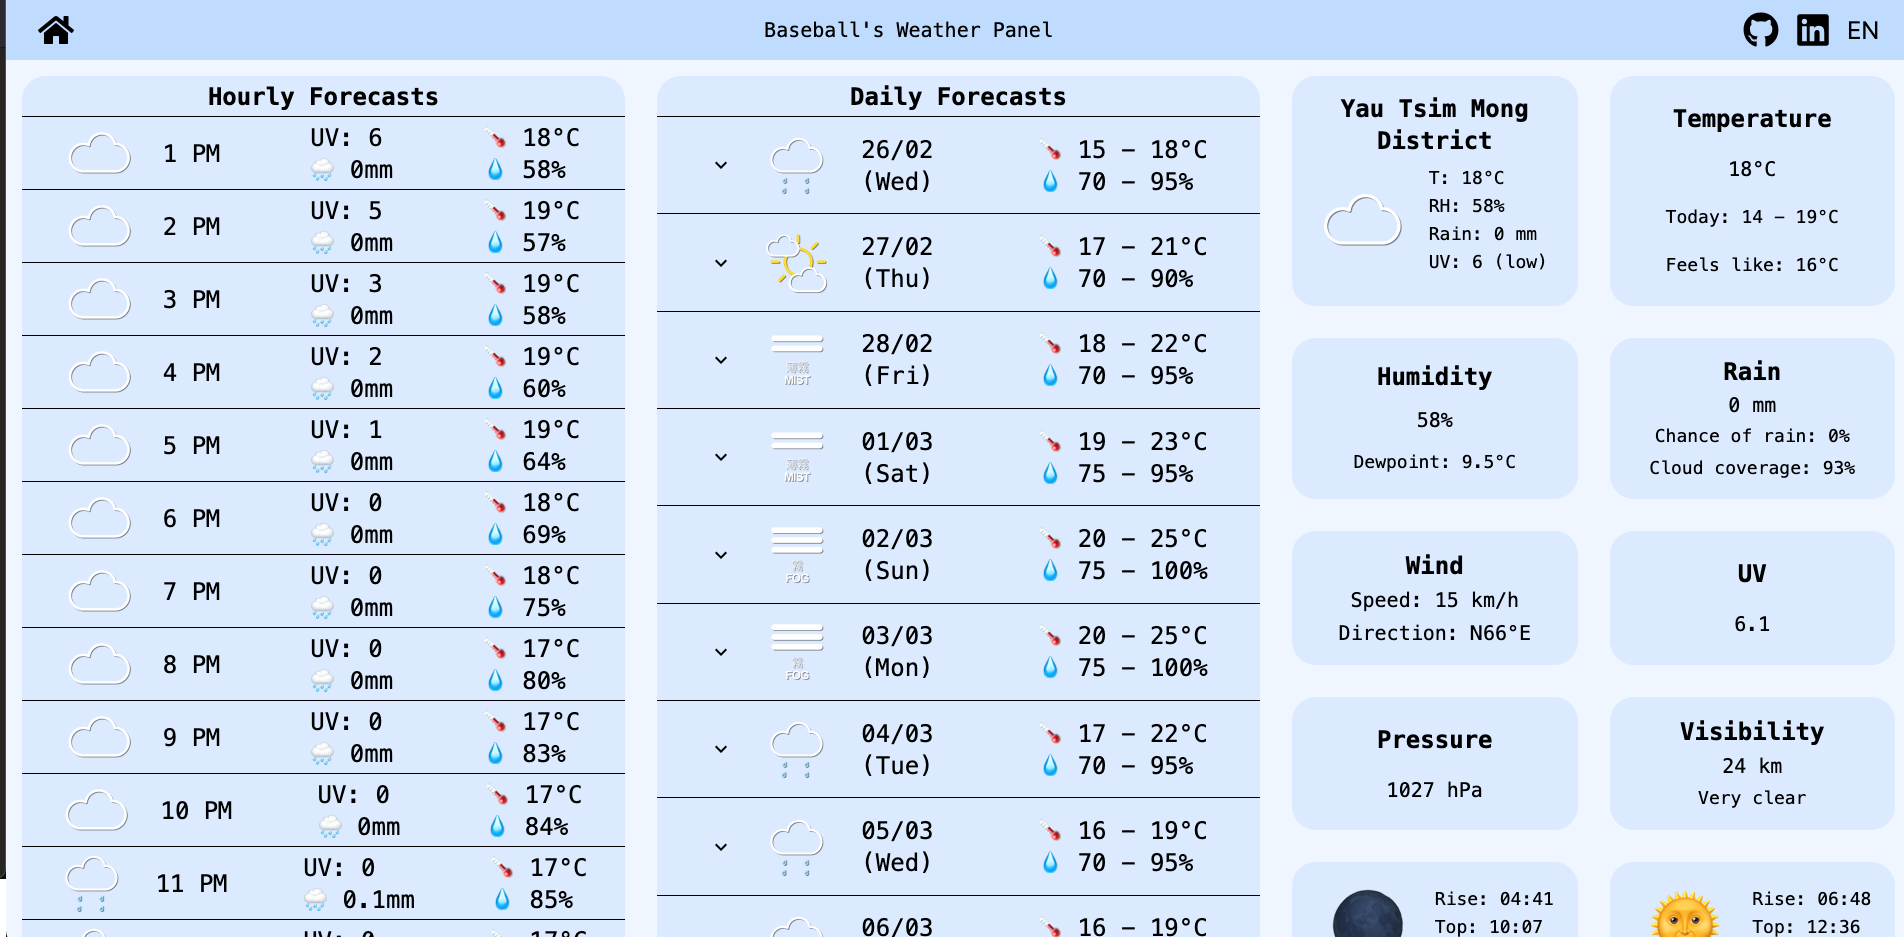 Baseball's Weather Panel
EN
Hourly Forecasts
1 PM
UV: 6
0mm
18°C
58%
2 PM
UV: 5
0mm
19°C
57%
3 PM
UV: 3
0mm
19°C
58%
4 PM
UV: 2
0mm
19°C
60%
5 PM
UV: 1
0mm
19°C
64%
6 PM
UV: 0
0mm
18°C
69%
7 PM
UV: 0
0mm
18°C
75%
8 PM
UV: 0
0mm
17°C
80%
9 PM
UV: 0
0mm
17°C
83%
10 PM
UV: 0
0mm
17°C
84%
11 PM
UV: 0
0.1mm
17°C
85%
UV: 0
17°C
Daily Forecasts
26/02
(Wed)
15 – 18°C
70 – 95%
27/02
(Thu)
17 – 21°C
70 – 90%
薄霧
MIST
28/02
(Fri)
18 – 22°C
70 – 95%
薄霧
MIST
01/03
(Sat)
19 – 23°C
75 – 95%
霧
FOG
02/03
(Sun)
20 – 25°C
75 – 100%
霧
FOG
03/03
(Mon)
20 – 25°C
75 – 100%
04/03
(Tue)
17 – 22°C
70 – 95%
05/03
(Wed)
16 – 19°C
70 – 95%
06/03
16 – 19°C
Yau Tsim Mong
District
T: 18°C
RH: 58%
Rain: 0 mm
UV: 6 (low)
Temperature
18°C
Today: 14 – 19°C
Feels like: 16°C
Humidity
58%
Dewpoint: 9.5°C
Rain
0 mm
Chance of rain: 0%
Cloud coverage: 93%
Wind
Speed: 15 km/h
Direction: N66°E
UV
6.1
Pressure
1027 hPa
Visibility
24 km
Very clear
Rise: 04:41
Top: 10:07
Rise: 06:48
Top: 12:36